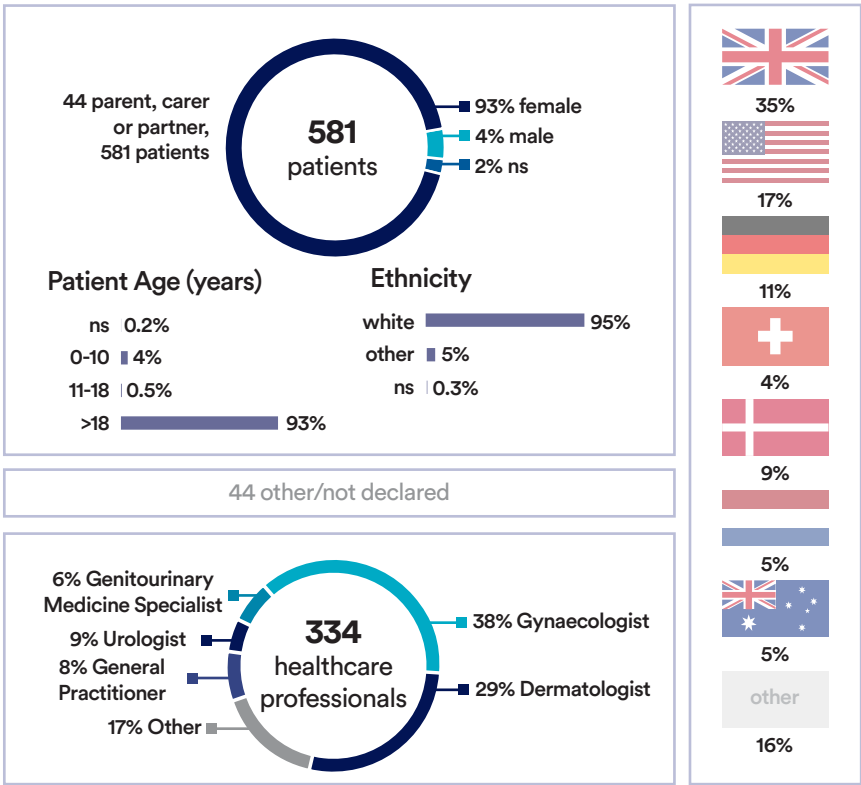 44 parent, carer
or partner,
581 patients
581
patients
93% female
4% male
2% ns
Patient Age (years)
ns 0.2%
0-10 4%
11-18 0.5%
>18 93%
Ethnicity
white 95%
other 5%
ns 0.3%
44 other/not declared
6% Genitourinary
Medicine Specialist
9% Urologist
8% General
Practitioner
17% Other
334
healthcare
professionals
38% Gynaecologist
29% Dermatologist
35%
17%
11%
4%
9%
5%
5%
other
16%